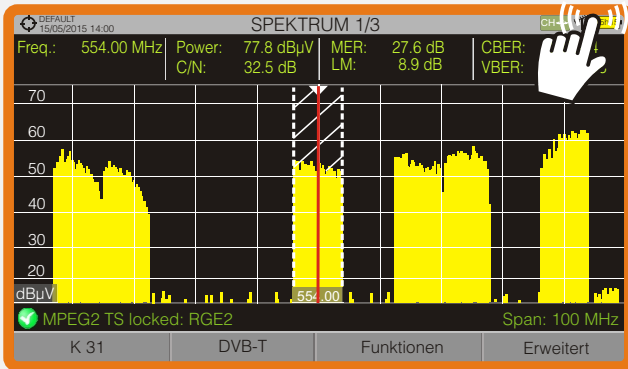 DEFAULT
15/05/2015 14:00
SPEKTRUM 1/3
CH
Freq.: 554.00 MHz
Power: 77.8 dBµV
C/N: 32.5 dB
MER: 27.6 dB
LM: 8.9 dB
CBER:
VBER:
70
60
50
40
30
20
dBµV
554.00
MPEG2 TS locked: RGE2
Span: 100 MHz
K 31
DVB-T
Funktionen
Erweitert